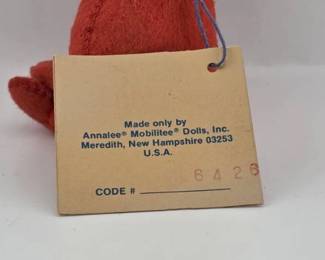 Made only by
Annalee® Mobilitee® Dolls, Inc.
Meredith, New Hampshire 03253
U.S.A.
6426
CODE #